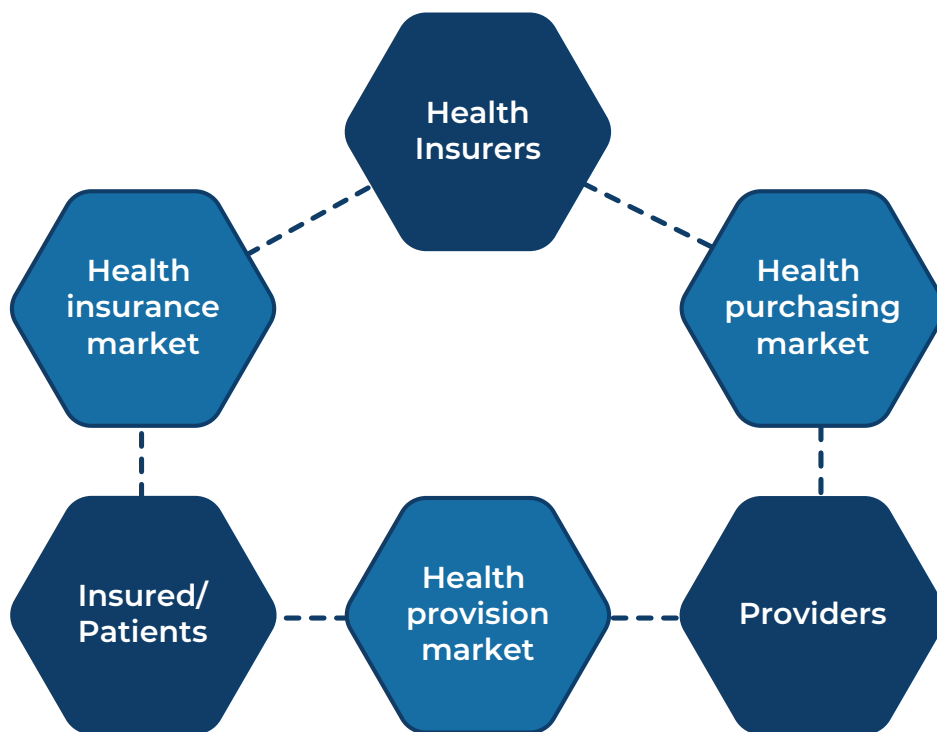 Health
Insurers
Health
insurance
market
Health
purchasing
market
Insured/
Patients
Health
provision
market
Providers